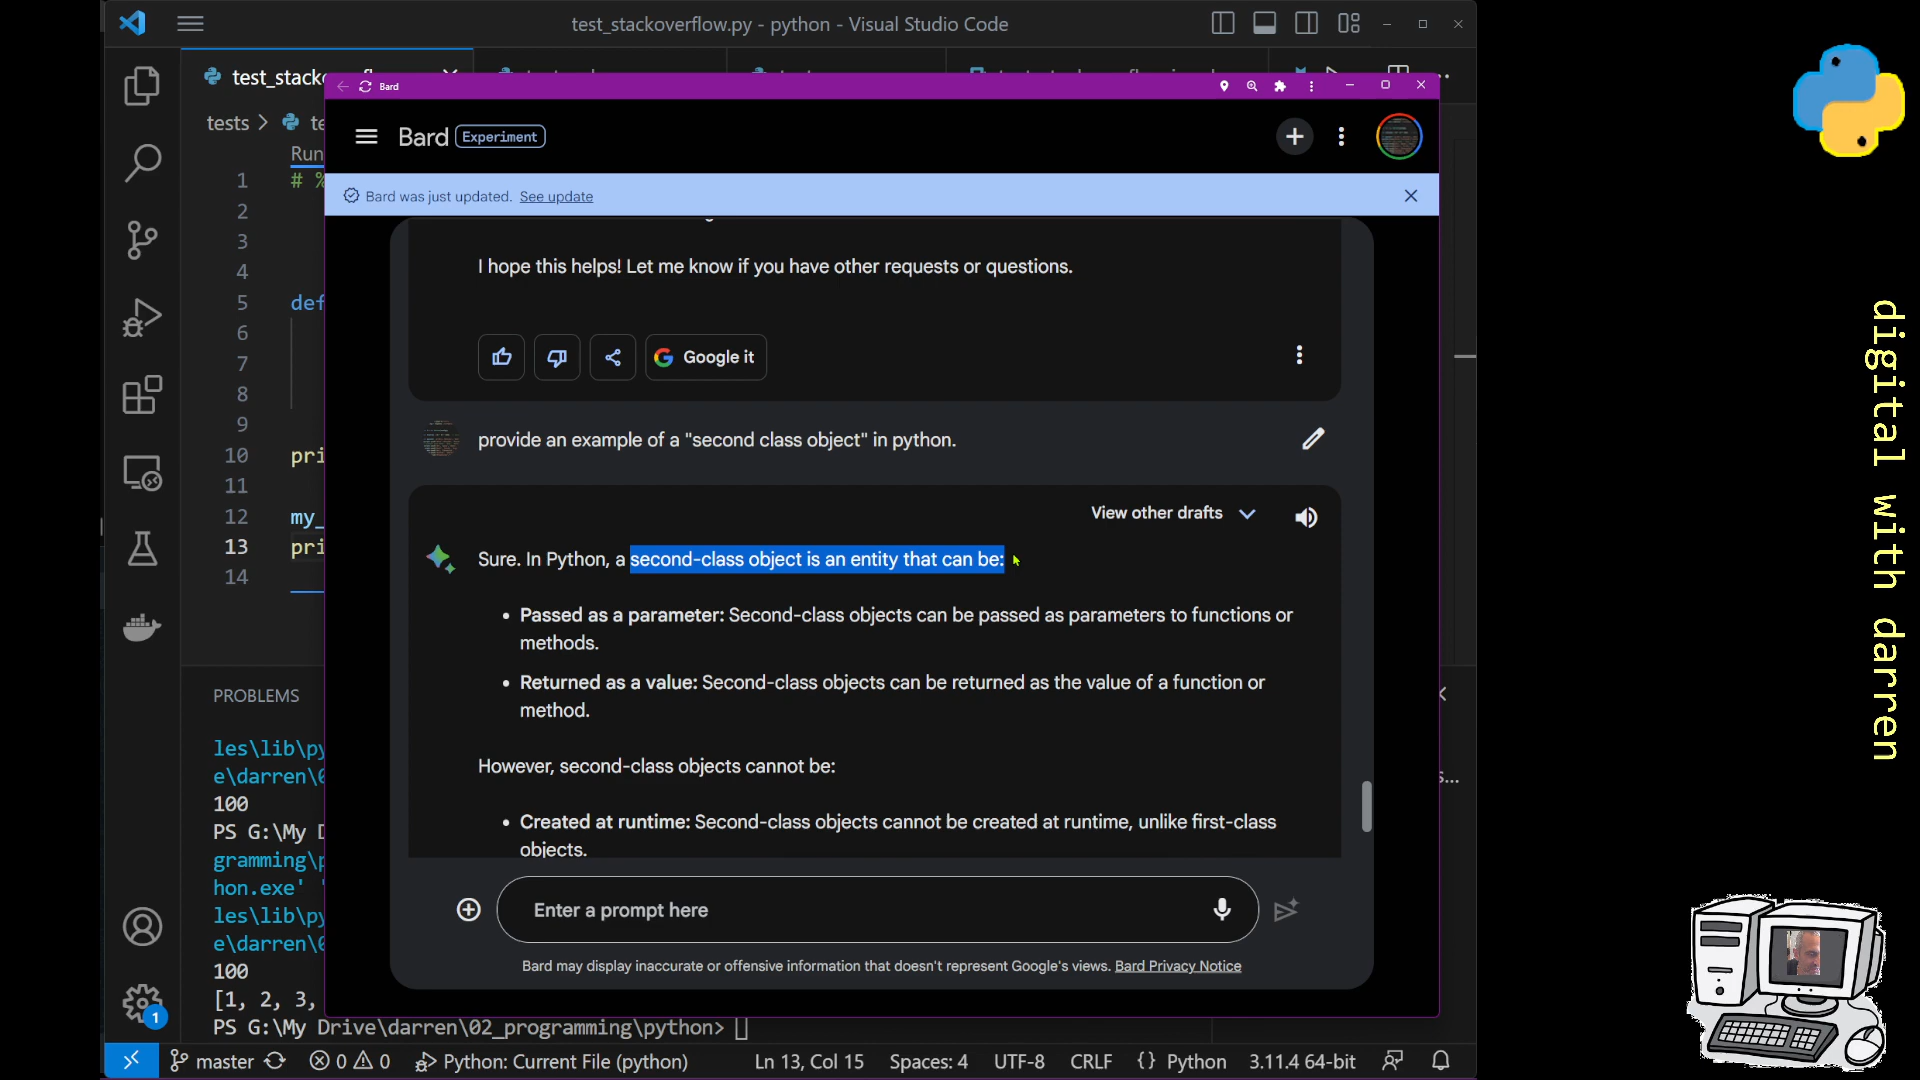 test_stackoverflow.py - python - Visual Studio Code
Bard
tests
Run
Bard Experiment
Bard was just updated. See update
1 # %
2
3
4
5 def
6
7
8
9
10 pri
11
12 my_
13 pri
14
I hope this helps! Let me know if you have other requests or questions.
Google it
provide an example of a "second class object" in python.
View other drafts
Sure. In Python, a second-class object is an entity that can be:
• Passed as a parameter: Second-class objects can be passed as parameters to functions or
methods.
• Returned as a value: Second-class objects can be returned as the value of a function or
method.
However, second-class objects cannot be:
• Created at runtime: Second-class objects cannot be created at runtime, unlike first-class
objects.
Enter a prompt here
Bard may display inaccurate or offensive information that doesn't represent Google's views. Bard Privacy Notice
PROBLEMS
les\lib\py
e\darren\0
100
PS G:\My D
gramming\p
hon.exe' '
les\lib\py
e\darren\0
100
[1, 2, 3,
PS G:\My Drive\darren\02_programming\python>
1
master 0 0 Python: Current File (python) Ln 13, Col 15 Spaces: 4 UTF-8 CRLF {} Python 3.11.4 64-bit
digital with darren